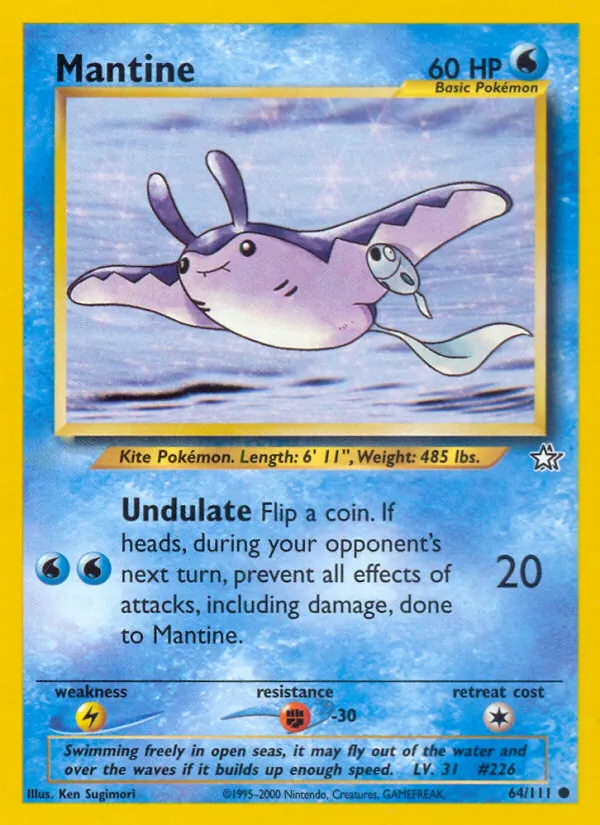 Mantine
60 HP
Basic Pokémon
Kite Pokémon. Length: 6' 11", Weight: 485 lbs.
Undulate Flip a coin. If
heads, during your opponent's
next turn, prevent all effects of
attacks, including damage, done
to Mantine.
20
weakness
resistance
retreat cost
-30
Swimming freely in open seas, it may fly out of the water and
over the waves if it builds up enough speed. LV. 31 #226
Illus. Ken Sugimori
©1995-2000 Nintendo, Creatures, GAMEFREAK.
64/111